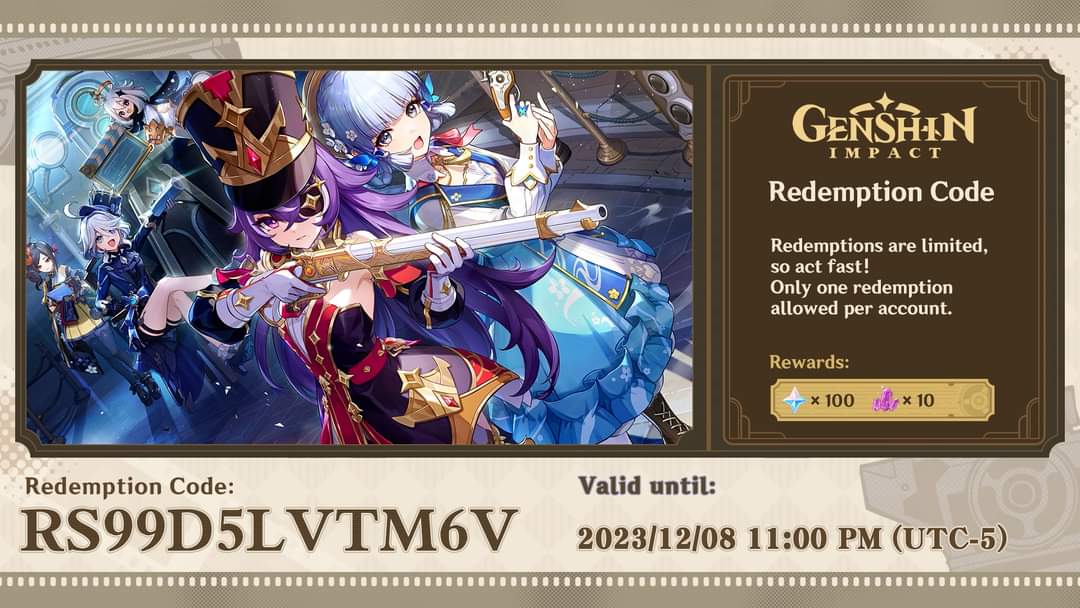 GENSHIN
IMPACT
Redemption Code
Redemptions are limited,
so act fast!
Only one redemption
allowed per account.
Rewards:
× 100 × 10
Redemption Code:
RS99D5LVTM6V
Valid until:
2023/12/08 11:00 PM (UTC-5)